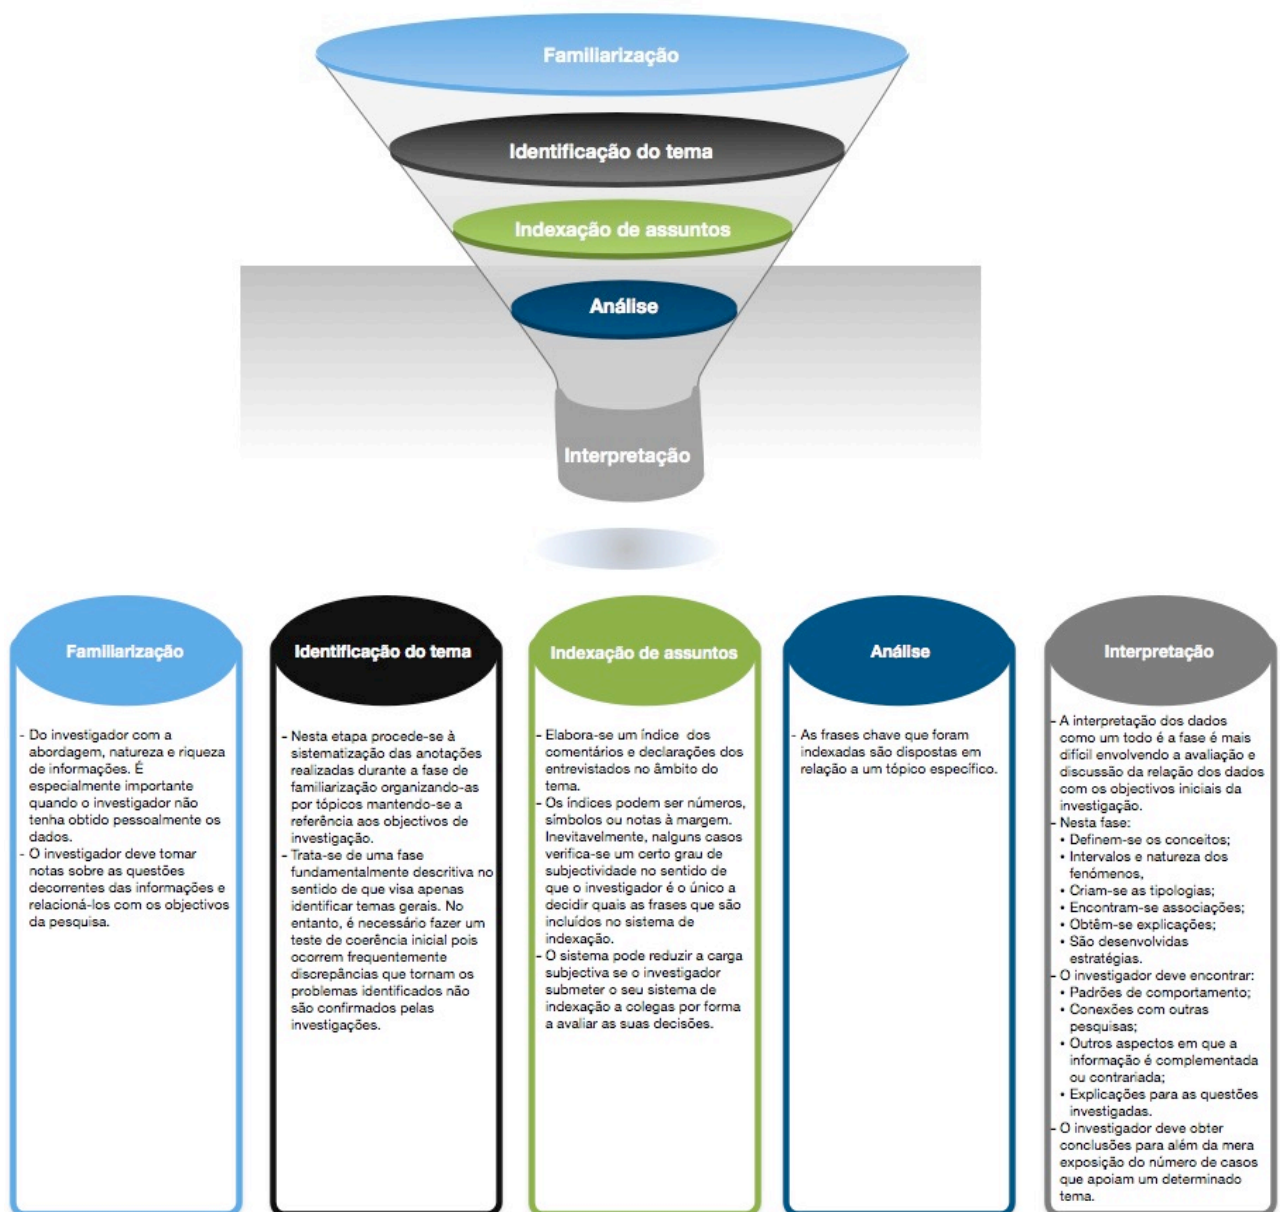 Familiarização
Identificação do tema
Indexação de assuntos
Análise
Interpretação
Familiarização
- Do investigador com a
abordagem, natureza e riqueza
de informações. É
especialmente importante
quando o investigador não
tenha obtido pessoalmente os
dados.
- O investigador deve tomar
notas sobre as questões
decorrentes das informações e
relacioná-los com os objectivos
da pesquisa.
Identificação do tema
- Nesta etapa procede-se à
sistematização das anotações
realizadas durante a fase de
familiarização organizando-as
por tópicos mantendo-se a
referência aos objectivos de
investigação.
- Trata-se de uma fase
fundamentalmente descritiva no
sentido de que visa apenas
identificar temas gerais. No
entanto, é necessário fazer um
teste de coerência inicial pois
ocorrem frequentemente
discrepâncias que tornam os
problemas identificados não
são confirmados pelas
investigações.
Indexação de assuntos
- Elabora-se um índice dos
comentários e declarações dos
entrevistados no âmbito do
tema.
- Os índices podem ser números,
símbolos ou notas à margem.
Inevitavelmente, nalguns casos
verifica-se um certo grau de
subjectividade no sentido de
que o investigador é o único a
decidir quais as frases que são
incluídos no sistema de
indexação.
- O sistema pode reduzir a carga
subjectiva se o investigador
submeter o seu sistema de
indexação a colegas por forma
a avaliar as suas decisões.
Análise
- As frases chave que foram
indexadas são dispostas em
relação a um tópico específico.
Interpretação
- A interpretação dos dados
como um todo é a fase é mais
difícil envolvendo a avaliação e
discussão da relação dos dados
com os objectivos iniciais da
investigação.
- Nesta fase:
• Definem-se os conceitos;
• Intervalos e natureza dos
fenómenos,
• Criam-se as tipologias;
• Encontram-se associações;
• Obtêm-se explicações;
• São desenvolvidas
estratégias.
- O investigador deve encontrar:
• Padrões de comportamento;
• Conexões com outras
pesquisas;
• Outros aspectos em que a
informação é complementada
ou contrariada;
• Explicações para as questões
investigadas.
- O investigador deve obter
conclusões para além da mera
exposição do número de casos
que apoiam um determinado
tema.